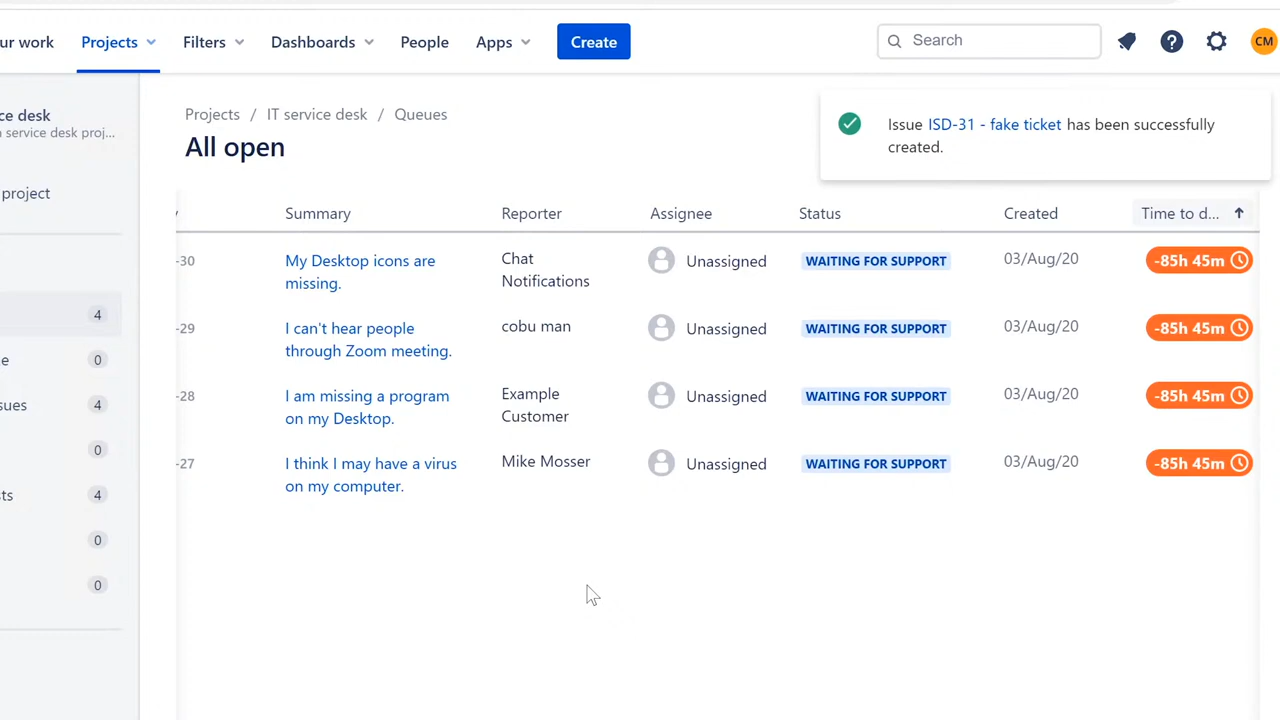 ur work Projects Filters Dashboards People Apps Create Search CM
ce desk
service desk proj...
project
4
e 0
sues 4
0
sts 4
0
0
Projects / IT service desk / Queues
All open
Issue ISD-31 - fake ticket has been successfully
created.
Summary Reporter Assignee Status Created Time to d...
-30 My Desktop icons are
missing. Chat
Notifications Unassigned WAITING FOR SUPPORT 03/Aug/20 -85h 45m
-29 I can't hear people
through Zoom meeting. cobu man Unassigned WAITING FOR SUPPORT 03/Aug/20 -85h 45m
-28 I am missing a program
on my Desktop. Example
Customer Unassigned WAITING FOR SUPPORT 03/Aug/20 -85h 45m
-27 I think I may have a virus
on my computer. Mike Mosser Unassigned WAITING FOR SUPPORT 03/Aug/20 -85h 45m